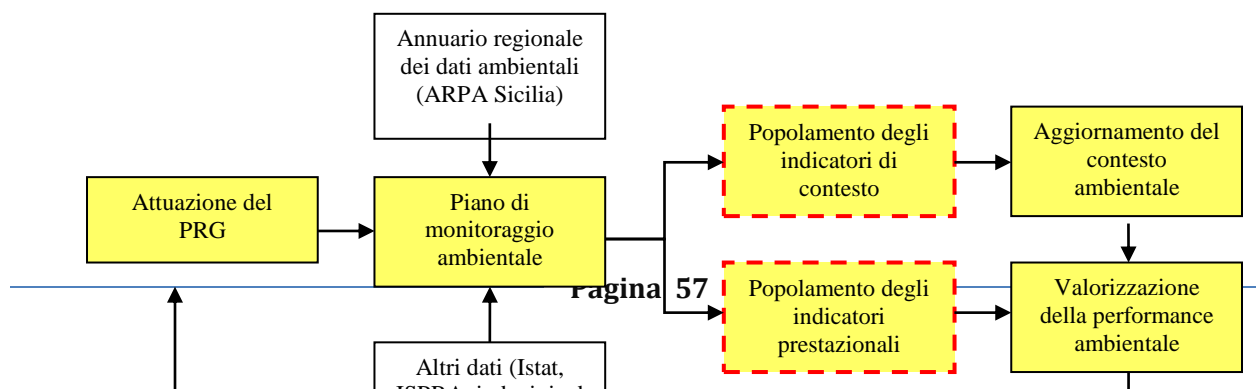 Annuario regionale
dei dati ambientali
(ARPA Sicilia)
Popolamento degli
indicatori di
contesto
Aggiornamento del
contesto
ambientale
Attuazione del
PRG
Piano di
monitoraggio
ambientale
Pagina 57
Popolamento degli
indicatori
prestazionali
Valorizzazione
della performance
ambientale
Altri dati (Istat,